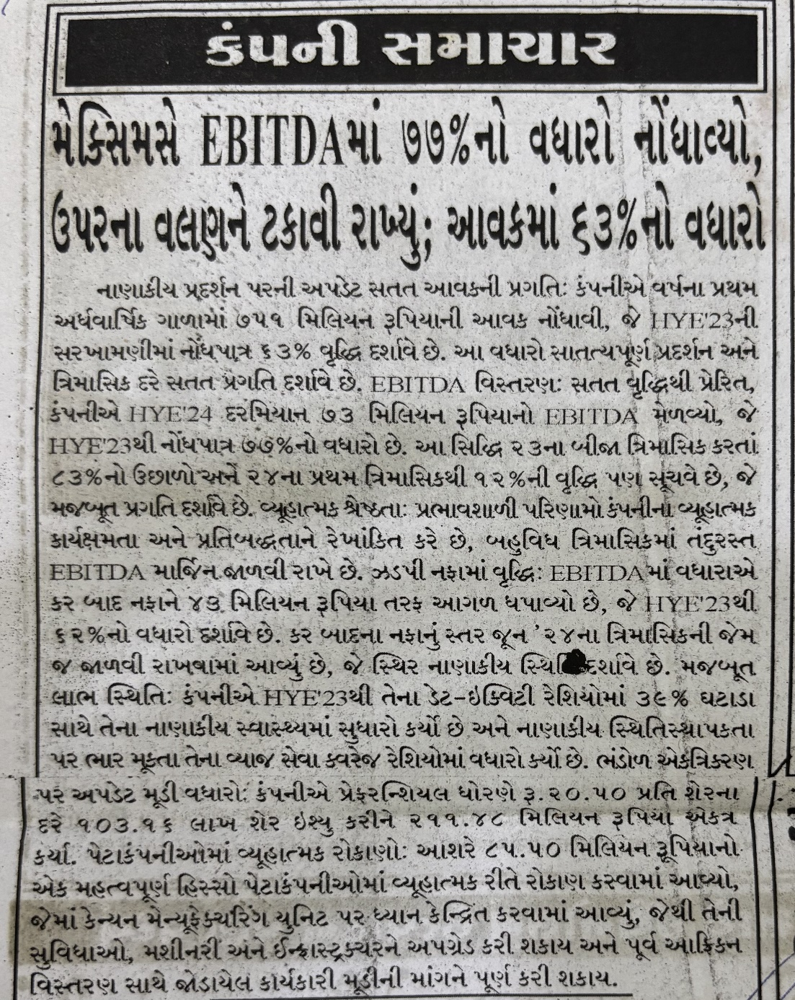 કંપની સમાચાર
મેક્સિમસે EBITDAમાં ૭૭%નો વધારો નોંધાવ્યો,
ઉપરના વલણને ટકાવી રાખ્યું; આવકમાં ૬૩%નો વધારો
નાણાકીય પ્રદર્શન પરની અપડેટ સતત આવકની પ્રગતિઃ કંપનીએ વર્ષના પ્રથમ
અર્ધવાર્ષિક ગાળામાં ૭૫૧ મિલિયન રૂપિયાની આવક નોંધાવી, જે HYE'23ની
સરખામણીમાં નોંધપાત્ર ૬૩% વૃદ્ધિ દર્શાવે છે. આ વધારો સાતત્યપૂર્ણ પ્રદર્શન અને
ત્રિમાસિક દરે સતત પ્રગતિ દર્શાવે છે. EBITDA વિસ્તરણઃ સતત વૃદ્ધિથી પ્રેરિત,
કંપનીએ HYE'24 દરમિયાન ૭૩ મિલિયન રૂપિયાનો EBITDA મેળવ્યો, જે
HYE'23થી નોંધપાત્ર ૭૭%નો વધારો છે. આ સિદ્ધિ ૨૩ના બીજા ત્રિમાસિક કરતાં
૮૩%નો ઉછાળો અને ૨૪ના પ્રથમ ત્રિમાસિકથી ૧૨%ની વૃદ્ધિ પણ સૂચવે છે, જે
મજબૂત પ્રગતિ દર્શાવે છે. વ્યૂહાત્મક શ્રેષ્ઠતાઃ પ્રભાવશાળી પરિણામો કંપનીના વ્યૂહાત્મક
કાર્યક્ષમતા અને પ્રતિબદ્ધતાને રેખાંકિત કરે છે, બહુવિધ ત્રિમાસિકમાં તંદુરસ્ત
EBITDA માર્જિન જાળવી રાખે છે. ઝડપી નફામાં વૃદ્ધિઃ EBITDAમાં વધારાએ
કર બાદ નફાને ૪૩ મિલિયન રૂપિયા તરફ આગળ ધપાવ્યો છે, જે HYE'23થી
૬૨%નો વધારો દર્શાવે છે. કર બાદના નફાનું સ્તર જૂન '૨૪ના ત્રિમાસિકની જેમ
જ જાળવી રાખવામાં આવ્યું છે, જે સ્થિર નાણાકીય દર્શાવે છે. મજબૂત
લાભ સ્થિતિઃ કંપનીએ HYE'23થી તેના ડેટ-ઇક્વિટી રેશિયોમાં ૩૯% ઘટાડા
સાથે તેના નાણાકીય સ્વાસ્થ્યમાં સુધારો કર્યો છે અને નાણાકીય સ્થિતિસ્થાપકતા
પર ભાર મૂકતા તેના વ્યાજ સેવા કવરેજ રેશિયોમાં વધારો કર્યો છે. ભંડોળ એકત્રિકરણ
પર અપડેટ મૂડી વધારોઃ કંપનીએ પ્રેફરન્શિયલ ધોરણે રૂ.૨૦.૫૦ પ્રતિ શેરના
દરે ૧૦૩.૧૬ લાખ શેર ઇશ્યુ કરીને ૨૧૧.૪૮ મિલિયન રૂપિયા એકત્ર
કર્યા. પેટાકંપનીઓમાં વ્યૂહાત્મક રોકાણોઃ આશરે ૮૫.૫૦ મિલિયન રૂપિયાનો
એક મહત્વપૂર્ણ હિસ્સો પેટાકંપનીઓમાં વ્યૂહાત્મક રીતે રોકાણ કરવામાં આવ્યો,
જેમાં કેન્યન મેન્યૂફેક્ચરિંગ યુનિટ પર ધ્યાન કેન્દ્રિત કરવામાં આવ્યું, જેથી તેની
સુવિધાઓ, મશીનરી અને ઈન્ફ્રાસ્ટ્રક્ચરને અપગ્રેડ કરી શકાય અને પૂર્વ આફ્રિકન
વિસ્તરણ સાથે જોડાયેલ કાર્યકારી મૂડીની માંગને પૂર્ણ કરી શકાય.